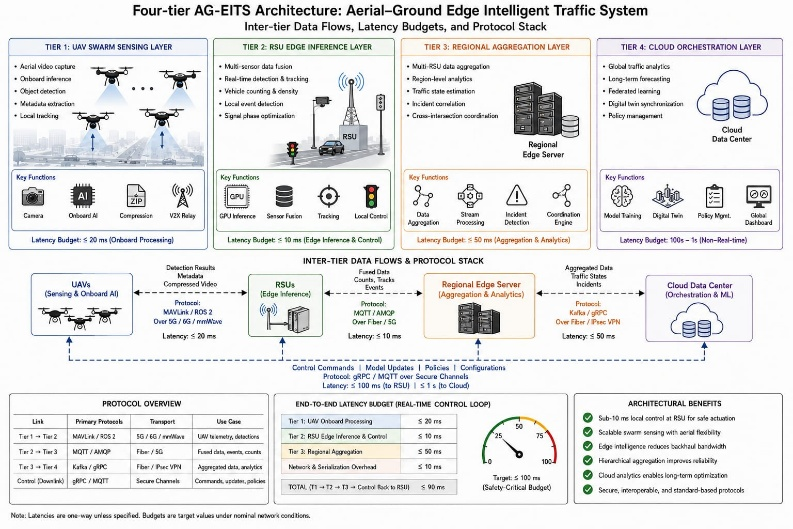 Four-tier AG-EITS Architecture: Aerial–Ground Edge Intelligent Traffic System
Inter-tier Data Flows, Latency Budgets, and Protocol Stack
TIER 1: UAV SWARM SENSING LAYER
• Aerial video capture
• Onboard inference
• Object detection
• Metadata extraction
• Local tracking
Key Functions
AI
ZIP
Camera
Onboard AI
Compression
V2X Relay
Latency Budget: ≤ 20 ms (Onboard Processing)
TIER 2: RSU EDGE INFERENCE LAYER
• Multi-sensor data fusion
• Real-time detection & tracking
• Vehicle counting & density
• Local event detection
• Signal phase optimization
RSU
Key Functions
GPU
GPU Inference
Sensor Fusion
Tracking
Local Control
Latency Budget: ≤ 10 ms (Edge Inference & Control)
TIER 3: REGIONAL AGGREGATION LAYER
• Multi-RSU data aggregation
• Region-level analytics
• Traffic state estimation
• Incident correlation
• Cross-intersection coordination
Regional
Edge Server
Key Functions
Data
Aggregation
Stream
Processing
Incident
Detection
Coordination
Engine
Latency Budget: ≤ 50 ms (Aggregation & Analytics)
TIER 4: CLOUD ORCHESTRATION LAYER
• Global traffic analytics
• Long-term forecasting
• Federated learning
• Digital twin synchronization
• Policy management
Cloud
Data Center
Key Functions
Model Training
Digital Twin
Policy Mgmt.
Global
Dashboard
Latency Budget: 100s – 1s (Non-Real-time)
INTER-TIER DATA FLOWS & PROTOCOL STACK
UAVs
(Sensing & Onboard AI)
Detection Results
Metadata
Compressed Video
Protocol:
MAVLink / ROS 2
Over 5G / 6G / mmWave
Latency: ≤ 20 ms
RSUs
(Edge Inference)
Fused Data
Counts, Tracks
Events
Protocol:
MQTT / AMQP
Over Fiber / 5G
Latency: ≤ 10 ms
Regional Edge Server
(Aggregation & Analytics)
Aggregated Data
Traffic States
Incidents
Protocol:
Kafka / gRPC
Over Fiber / IPsec VPN
Latency: ≤ 50 ms
Cloud Data Center
(Orchestration & ML)
Control Commands | Model Updates | Policies | Configurations
Protocol: gRPC / MQTT over Secure Channels
Latency: ≤ 100 ms (to RSU) | ≤ 1 s (to Cloud)
PROTOCOL OVERVIEW
Link Primary Protocols Transport Use Case
Tier 1 → Tier 2 MAVLink / ROS 2 5G / 6G / mmWave UAV telemetry, detections
Tier 2 → Tier 3 MQTT / AMQP Fiber / 5G Fused data, events, counts
Tier 3 → Tier 4 Kafka / gRPC Fiber / IPsec VPN Aggregated data, analytics
Control (Downlink) gRPC / MQTT Secure Channels Commands, updates, policies
END-TO-END LATENCY BUDGET (REAL-TIME CONTROL LOOP)
Tier 1: UAV Onboard Processing ≤ 20 ms
Tier 2: RSU Edge Inference & Control ≤ 10 ms
Tier 3: Regional Aggregation ≤ 50 ms
Network & Serialization Overhead ≤ 10 ms
TOTAL (T1 → T2 → T3 → Control Back to RSU) ≤ 90 ms
0
25
50
75
100
Target: ≤ 100 ms
(Safety-Critical Budget)
ARCHITECTURAL BENEFITS
Sub-10 ms local control at RSU for safe actuation
Scalable swarm sensing with aerial flexibility
Edge intelligence reduces backhaul bandwidth
Hierarchical aggregation improves reliability
Cloud analytics enables long-term optimization
Secure, interoperable, and standard-based protocols
Note: Latencies are one-way unless specified. Budgets are target values under nominal network conditions.